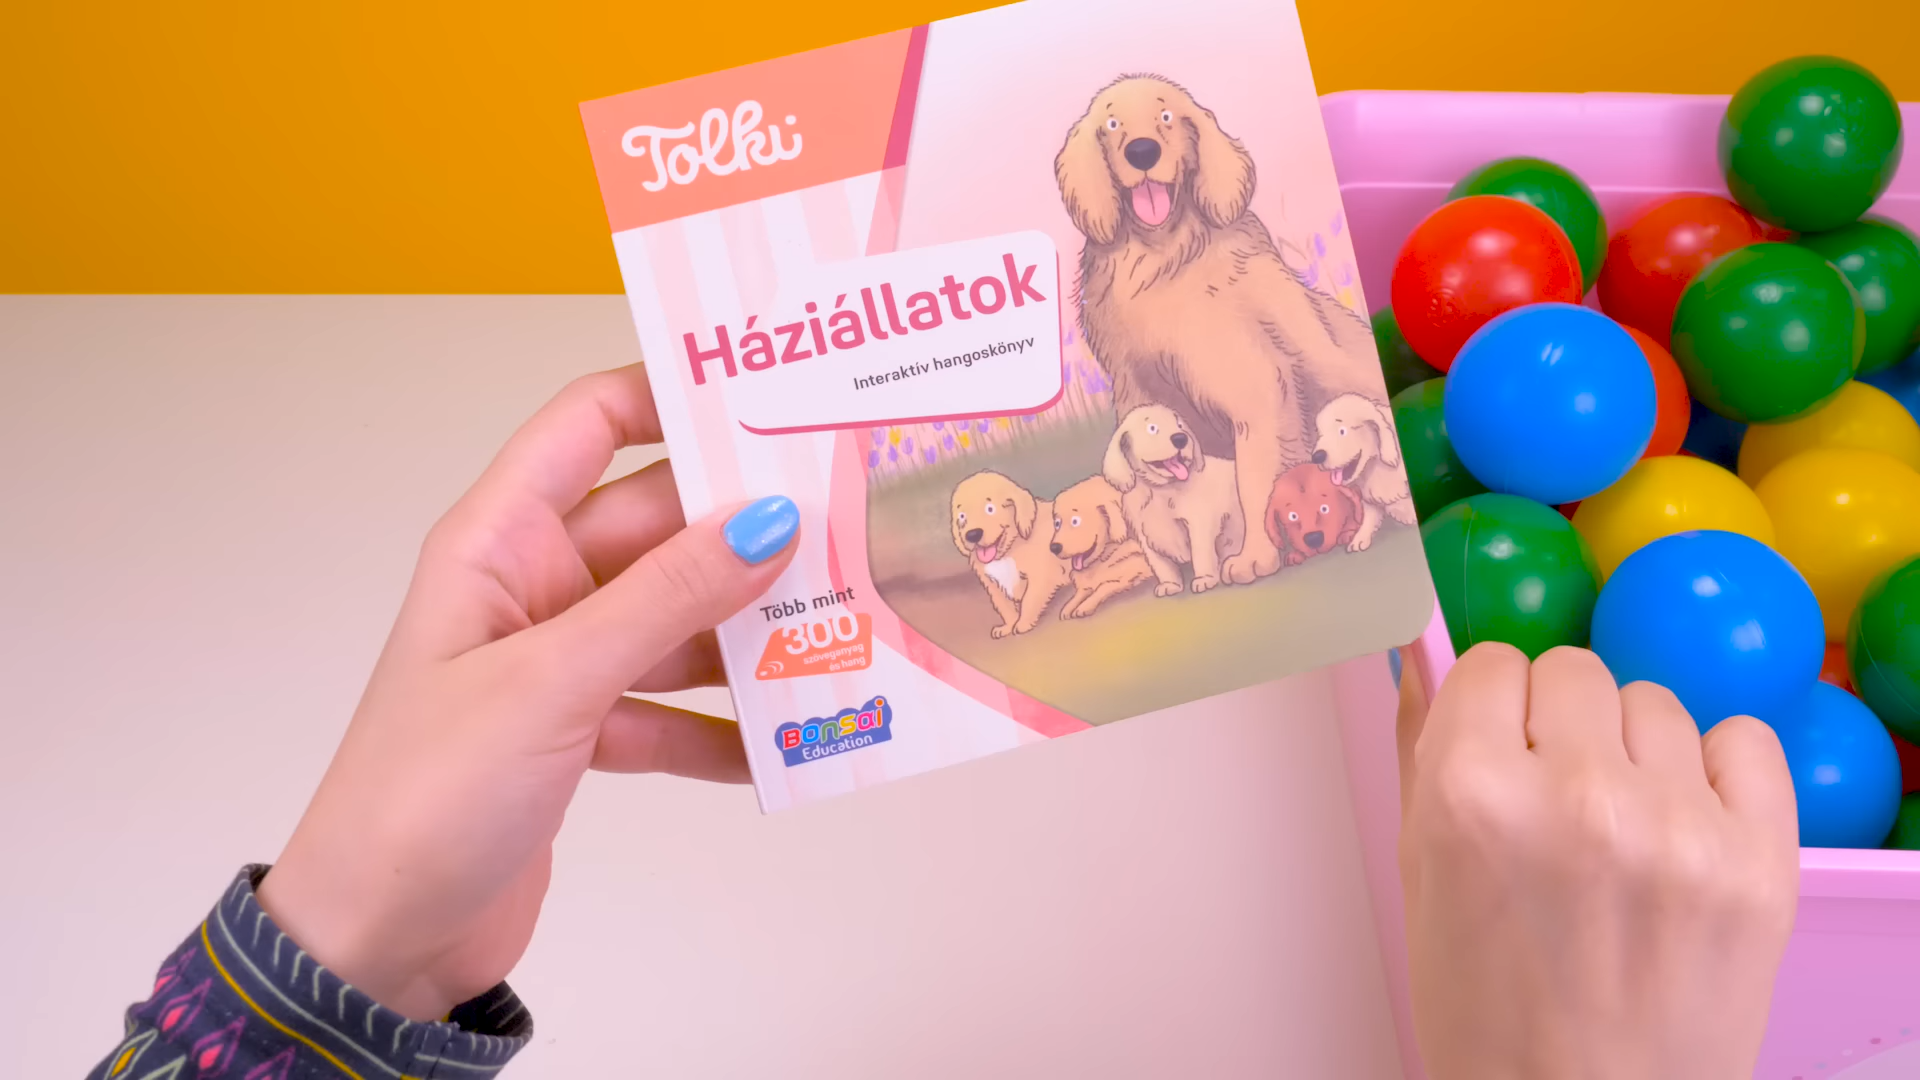 Tolki
Háziállatok
Interaktív hangoskönyv
Több mint
300
szöveganyag
és hang
Bonsai
Education